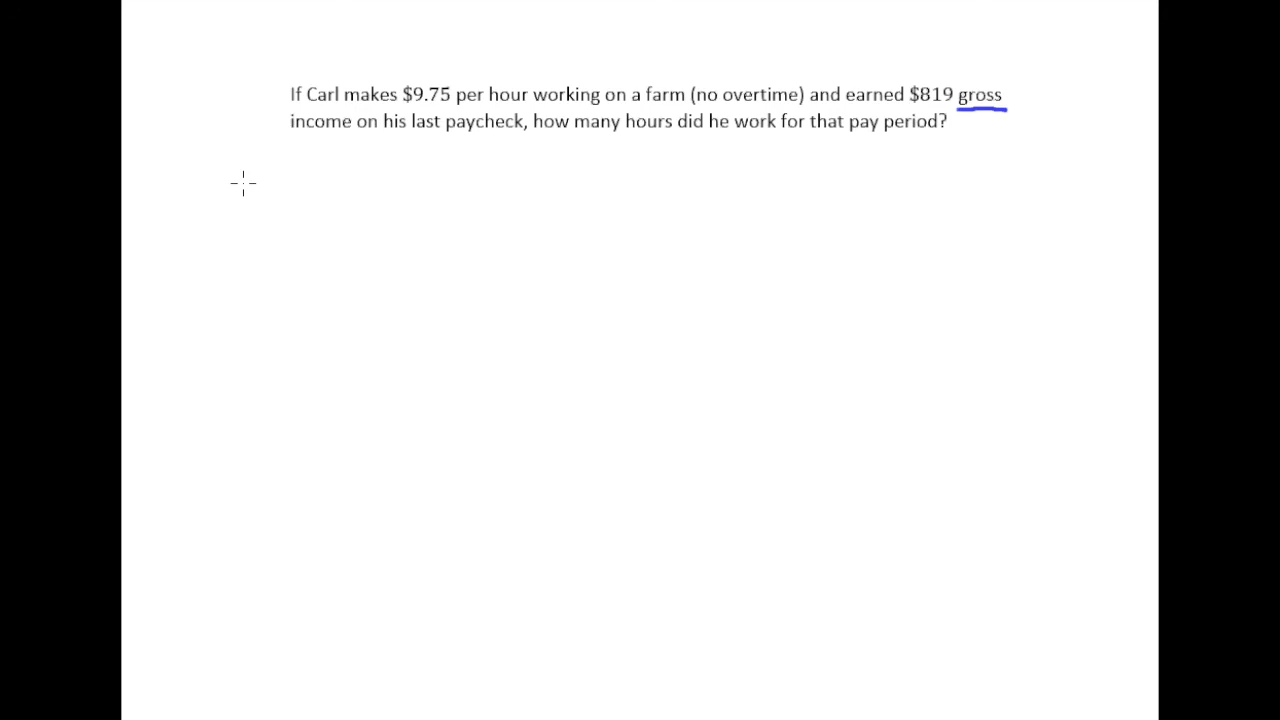 If Carl makes $9.75 per hour working on a farm (no overtime) and earned $819 gross
income on his last paycheck, how many hours did he work for that pay period?